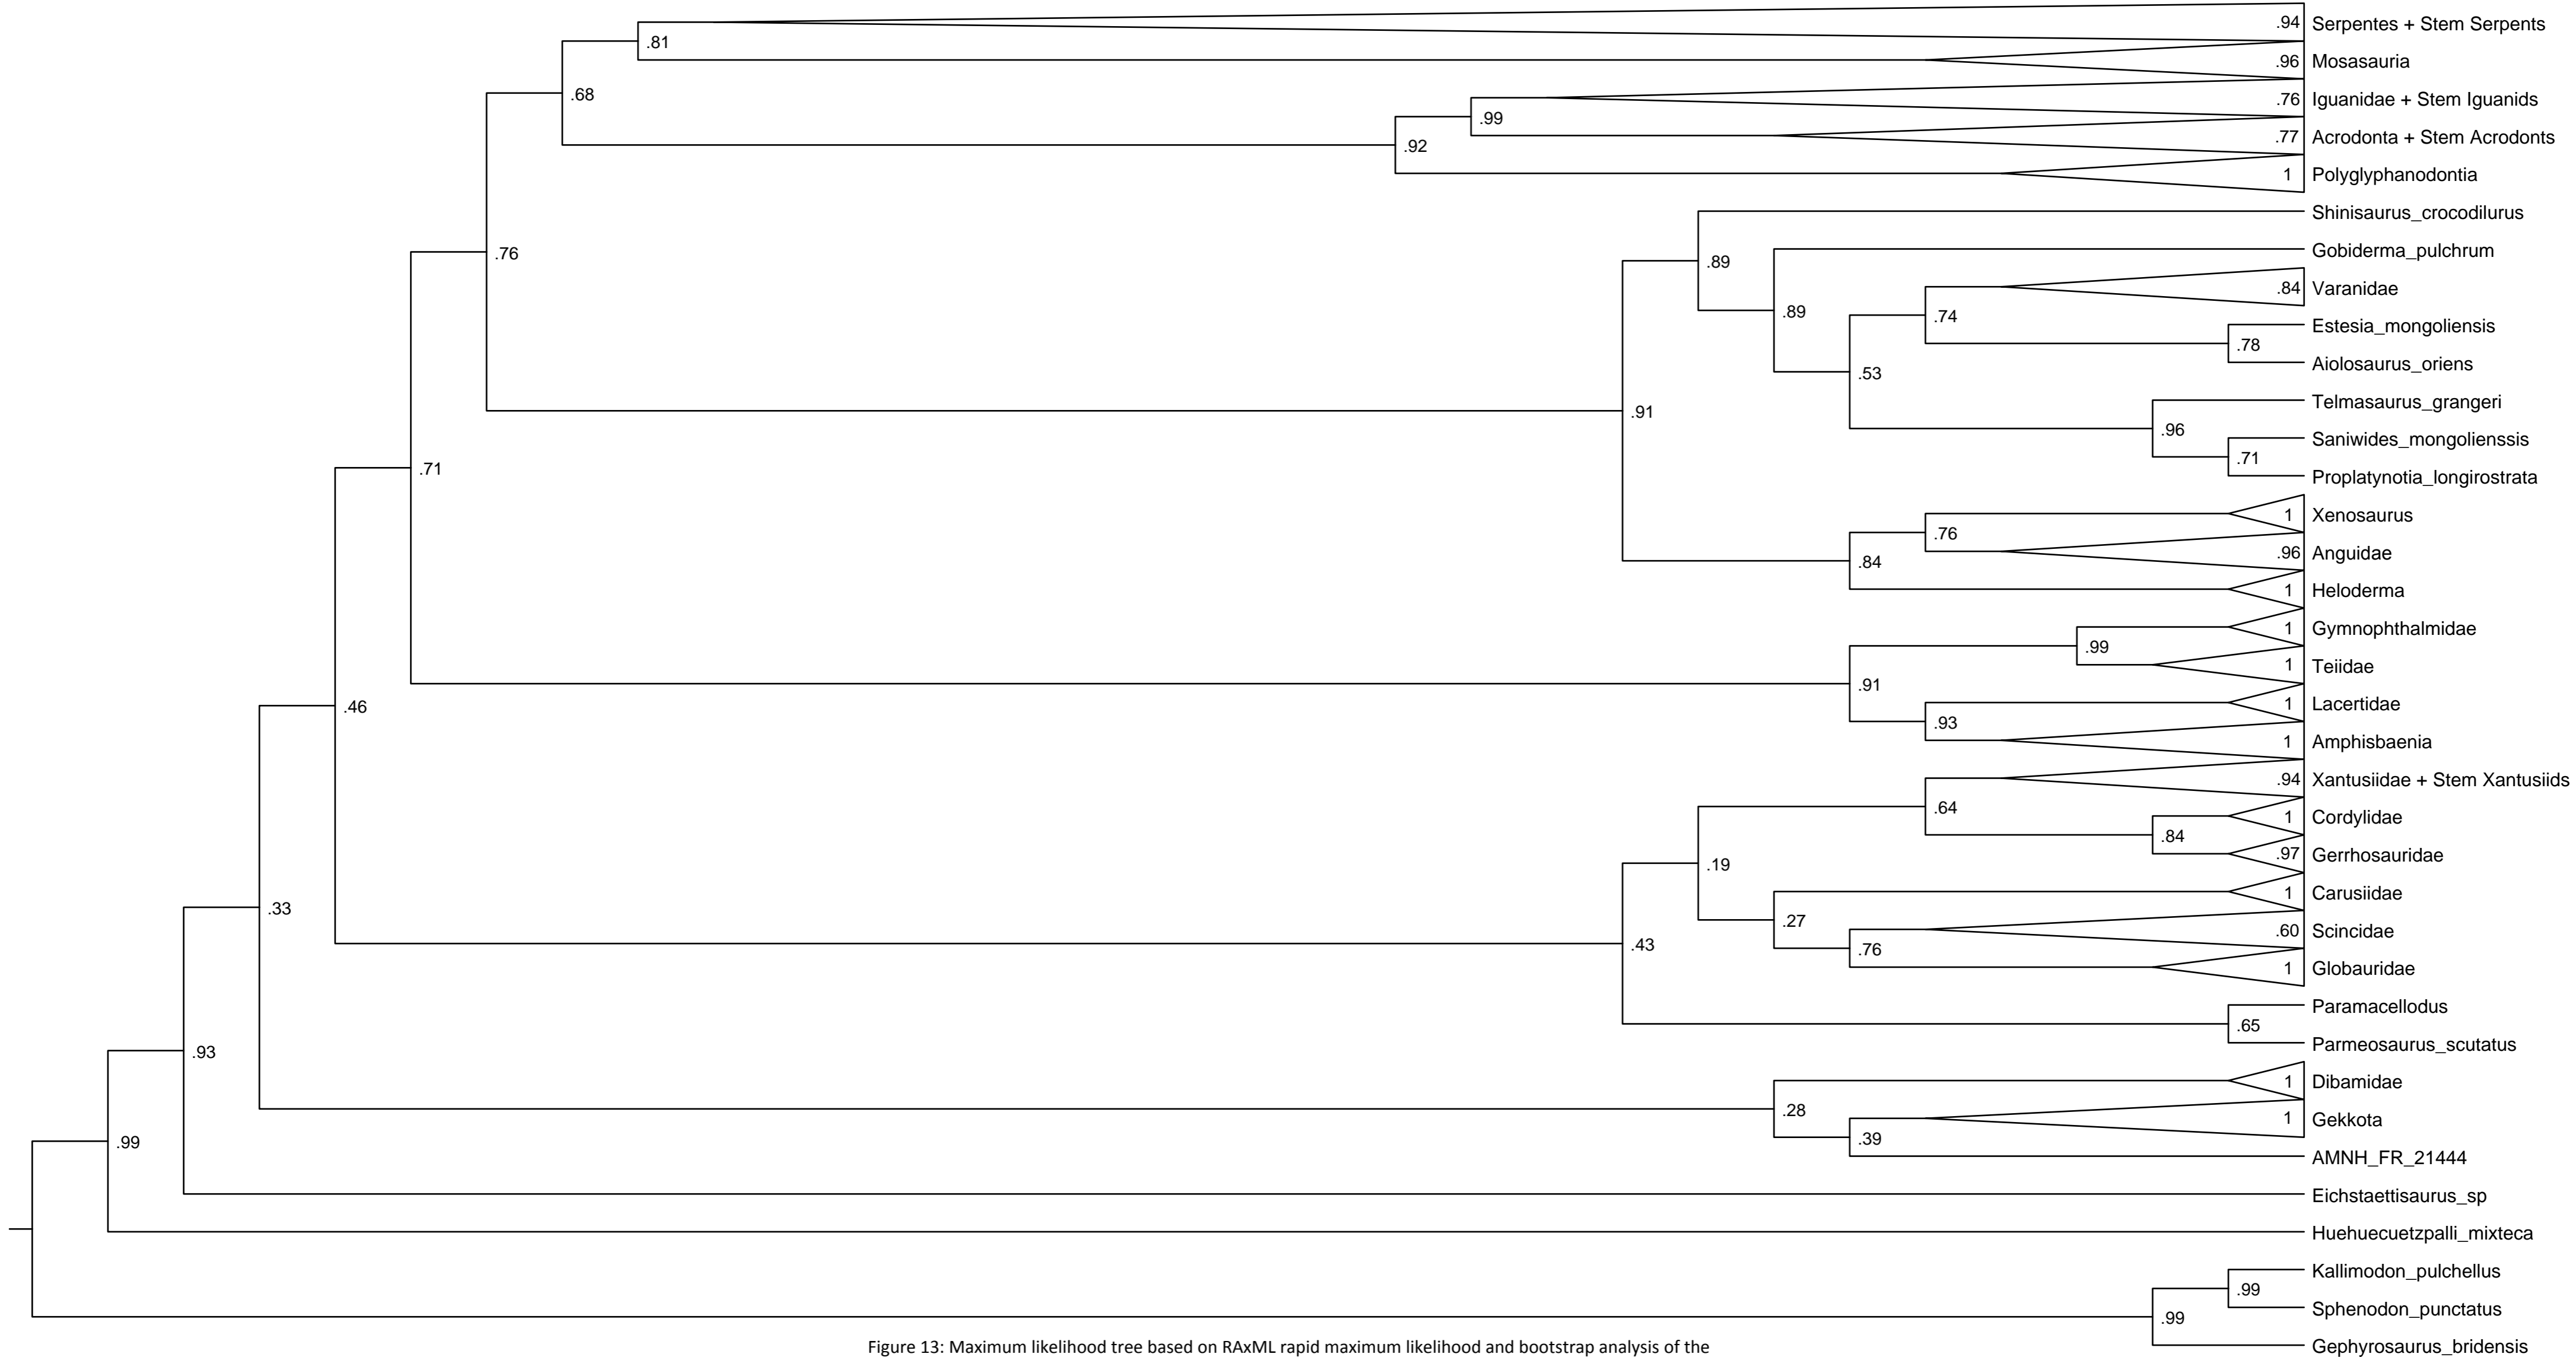 .94 Serpentes + Stem Serpents
.81
.96 Mosasauria
.68
.76 Iguanidae + Stem Iguanids
.99
.77 Acrodonta + Stem Acrodonts
.92
1 Polyglyphanodontia
Shinisaurus_crocodilurus
.76
Gobiderma_pulchrum
.89
.84 Varanidae
.89
.74
Estesia_mongoliensis
.78
Aiolosaurus_oriens
.53
Telmasaurus_grangeri
.91
.96
Saniwides_mongolienssis
.71
.71
Proplatynotia_longirostrata
1 Xenosaurus
.76
.96 Anguidae
.84
1 Heloderma
1 Gymnophthalmidae
.99
1 Teiidae
.91
1 Lacertidae
.46
.93
1 Amphisbaenia
.94 Xantusiidae + Stem Xantusiids
.64
1 Cordylidae
.84
.97 Gerrhosauridae
.19
1 Carusiidae
.33
.27
.60 Scincidae
.43
.76
1 Globauridae
Paramacellodus
.65
Parmeosaurus_scutatus
.93
1 Dibamidae
.28
1 Gekkota
.39
.99
AMNH_FR_21444
Eichstaettisaurus_sp
Huehuecuetzpalli_mixteca
Kallimodon_pulchellus
.99
Sphenodon_punctatus
.99
Gephyrosaurus_bridensis
Figure 13: Maximum likelihood tree based on RAxML rapid maximum likelihood and bootstrap analysis of the